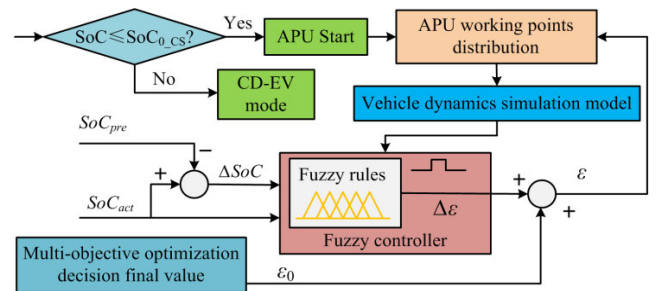 SoC≤SoC0_CS?
Yes
APU Start
APU working points
distribution
No
CD-EV
mode
Vehicle dynamics simulation model
SoCpre
−
+
ΔSoC
SoCact
Fuzzy rules
Δε
Fuzzy controller
+
+
ε
Multi-objective optimization
decision final value
ε0